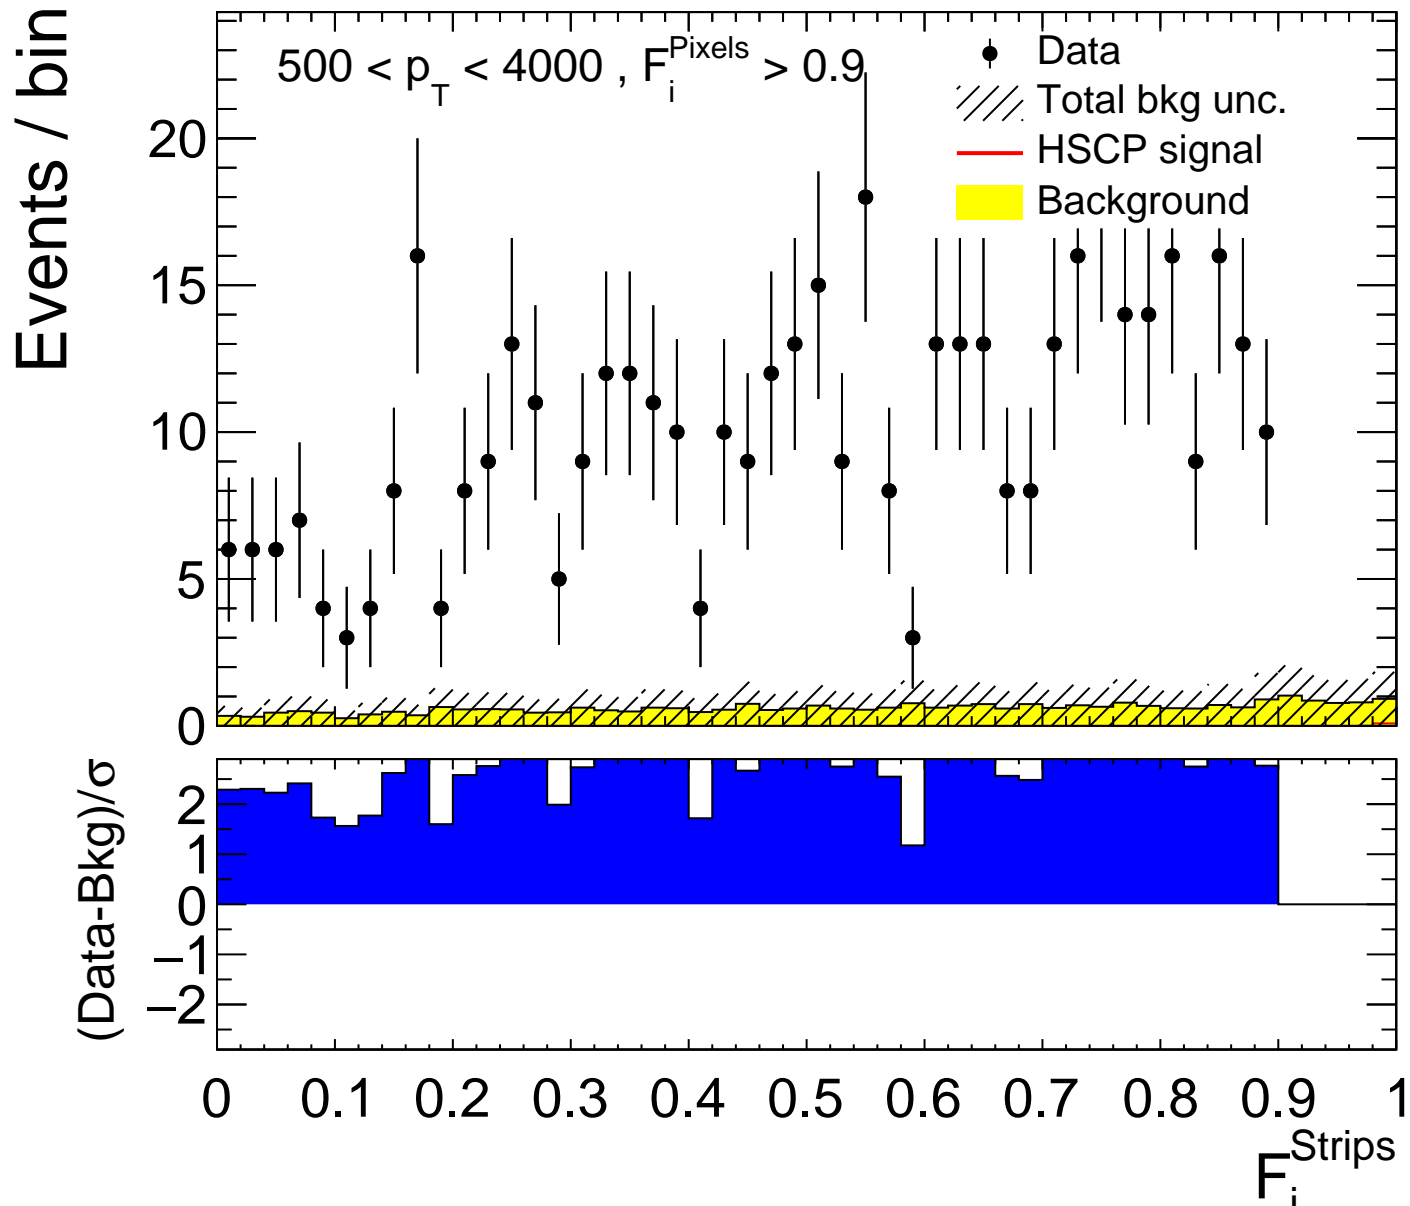 Events / bin
500 < p_T < 4000 , F_i^Pixels > 0.9
Data
Total bkg unc.
HSCP signal
Background
20
15
10
5
0
(Data-Bkg)/σ
2
1
0
−1
−2
0 0.1 0.2 0.3 0.4 0.5 0.6 0.7 0.8 0.9 1
F_i^Strips